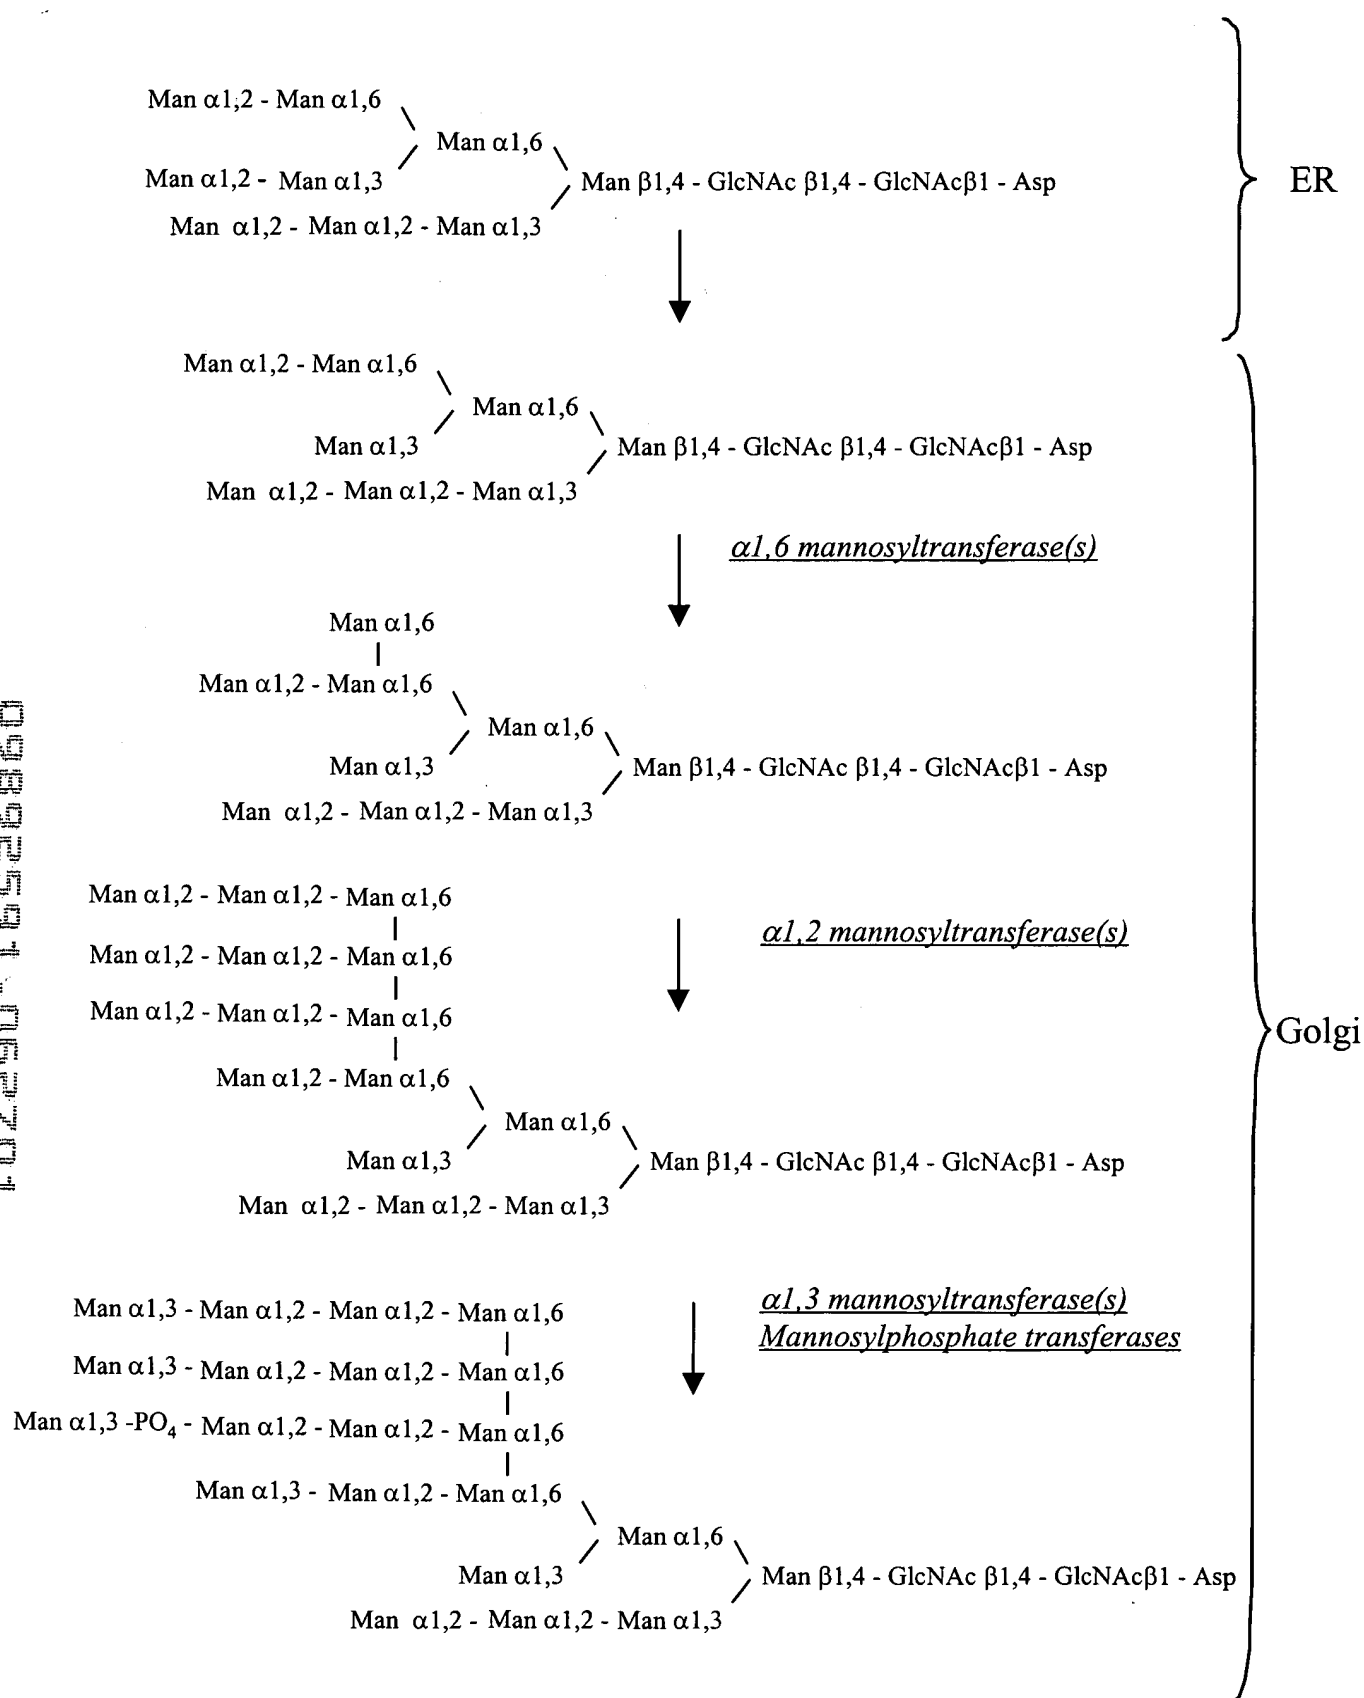 Man α1,2 - Man α1,6
Man α1,6
Man α1,2 - Man α1,3
Man β1,4 - GlcNAc β1,4 - GlcNAcβ1 - Asp
Man α1,2 - Man α1,2 - Man α1,3
ER
Man α1,2 - Man α1,6
Man α1,6
Man α1,3
Man β1,4 - GlcNAc β1,4 - GlcNAcβ1 - Asp
Man α1,2 - Man α1,2 - Man α1,3
α1,6 mannosyltransferase(s)
Man α1,6
Man α1,2 - Man α1,6
Man α1,6
Man α1,3
Man β1,4 - GlcNAc β1,4 - GlcNAcβ1 - Asp
Man α1,2 - Man α1,2 - Man α1,3
α1,2 mannosyltransferase(s)
Man α1,2 - Man α1,2 - Man α1,6
Man α1,2 - Man α1,2 - Man α1,6
Man α1,2 - Man α1,2 - Man α1,6
Man α1,2 - Man α1,6
Man α1,6
Man α1,3
Man β1,4 - GlcNAc β1,4 - GlcNAcβ1 - Asp
Man α1,2 - Man α1,2 - Man α1,3
Golgi
α1,3 mannosyltransferase(s)
Mannosylphosphate transferases
Man α1,3 - Man α1,2 - Man α1,2 - Man α1,6
Man α1,3 - Man α1,2 - Man α1,2 - Man α1,6
Man α1,3 -PO₄ - Man α1,2 - Man α1,2 - Man α1,6
Man α1,3 - Man α1,2 - Man α1,6
Man α1,6
Man α1,3
Man β1,4 - GlcNAc β1,4 - GlcNAcβ1 - Asp
Man α1,2 - Man α1,2 - Man α1,3
09892591.062701